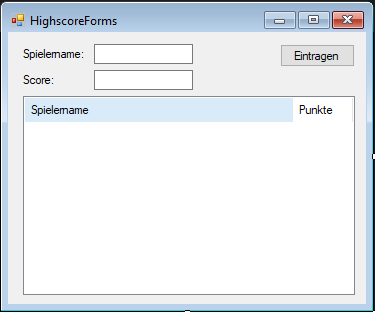 HighscoreForms
Spielername:
Eintragen
Score:
Spielername Punkte